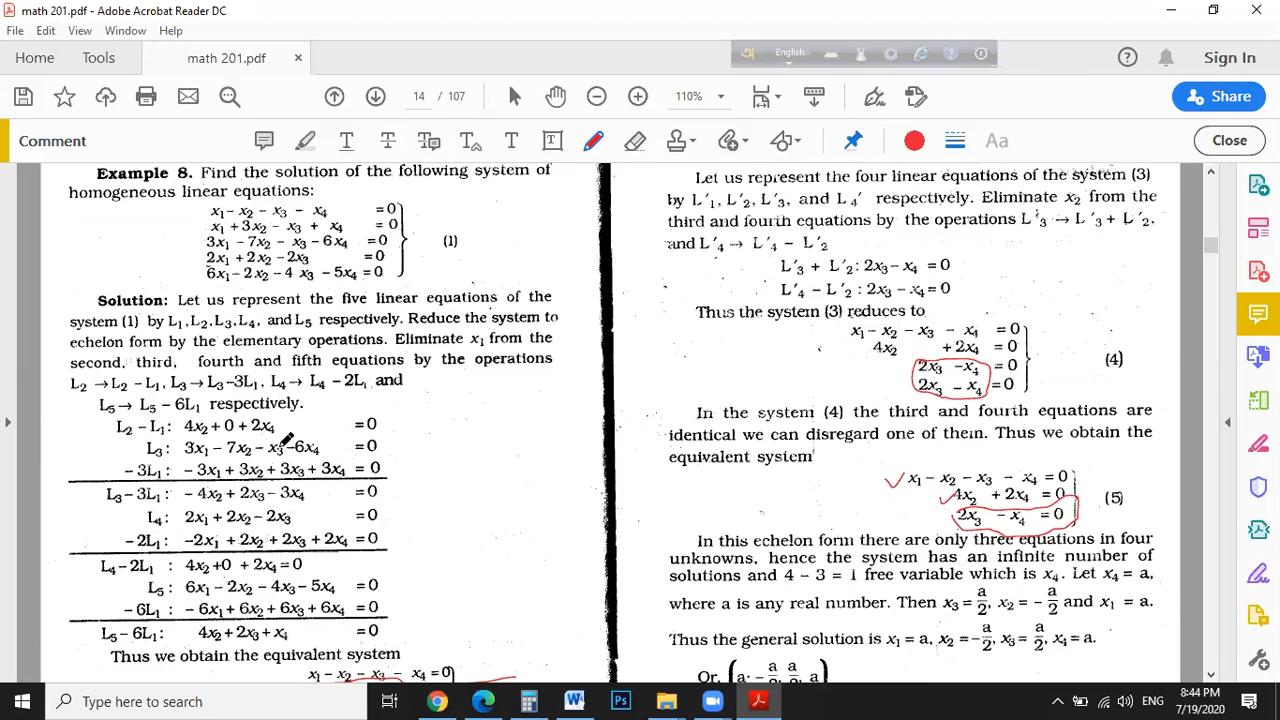 math 201.pdf - Adobe Acrobat Reader DC
File Edit View Window Help
Home Tools math 201.pdf × English Sign In
14 / 107 110% Share
Comment Aa Close
Example 8. Find the solution of the following system of
homogneous linear equations:
x₁ – x₂ – x₃ – x₄ = 0
x₁ + 3x₂ – x₃ + x₄ = 0
3x₁ – 7x₂ – x₃ – 6x₄ = 0 (1)
2x₁ + 2x₂ – 2x₃ = 0
6x₁ – 2x₂ – 4 x₃ – 5x₄ = 0
Solution: Let us represent the five linear equations of the
system (1) by L₁, L₂, L₃, L₄, and L₅ respectively. Reduce the system to
echelon form by the elementary operations. Eliminate x₁ from the
second, third, fourth and fifth equations by the operations
L₂ → L₂ – L₁, L₃ → L₃ –3L₁, L₄ → L₄ – 2L₁ and
L₅ → L₅ – 6L₁ respectively.
L₂ – L₁: 4x₂ + 0 + 2x₄ = 0
L₃: 3x₁ – 7x₂ – x₃ – 6x₄ = 0
– 3L₁: – 3x₁ + 3x₂ + 3x₃ + 3x₄ = 0
L₃ – 3L₁: – 4x₂ + 2x₃ – 3x₄ = 0
L₄: 2x₁ + 2x₂ – 2x₃ = 0
– 2L₁: –2x₁ + 2x₂ + 2x₃ + 2x₄ = 0
L₄ – 2L₁: 4x₂ +0 + 2x₄ = 0
L₅: 6x₁ – 2x₂ – 4x₃ – 5x₄ = 0
– 6L₁: – 6x₁ + 6x₂ + 6x₃ + 6x₄ = 0
L₅ – 6L₁: 4x₂ + 2x₃ + x₄ = 0
Thus we obtain the equivalent system
x₁ – x₂ – x₃ – x₄ = 0
Let us represent the four linear equations of the system (3)
by L′₁, L′₂, L′₃, and L₄′ respectively. Eliminate x₂ from the
third and fourth equations by the operations L′₃ → L′₃ + L′₂,
and L′₄ → L′₄ – L′₂
L′₃ + L′₂: 2x₃ – x₄ = 0
L′₄ – L′₂ : 2x₃ – x₄ = 0
Thus the system (3) reduces to
x₁ – x₂ – x₃ – x₄ = 0
4x₂ + 2x₄ = 0
2x₃ – x₄ = 0 (4)
2x₃ – x₄ = 0
In the system (4) the third and fourth equations are
identical we can disregard one of them. Thus we obtain the
equivalent system
x₁ – x₂ – x₃ – x₄ = 0
4x₂ + 2x₄ = 0 (5)
2x₃ – x₄ = 0
In this echelon form there are only three equations in four
unknowns, hence the system has an infinite number of
solutions and 4 – 3 = 1 free variable which is x₄. Let x₄ = a,
where a is any real number. Then x₃ = a/2, x₂ = – a/2 and x₁ = a.
Thus the general solution is x₁ = a, x₂ = – a/2, x₃ = a/2, x₄ = a.
Or, (a, – a/2, a/2, a)
Type here to search W Ps ENG 8:44 PM
7/19/2020